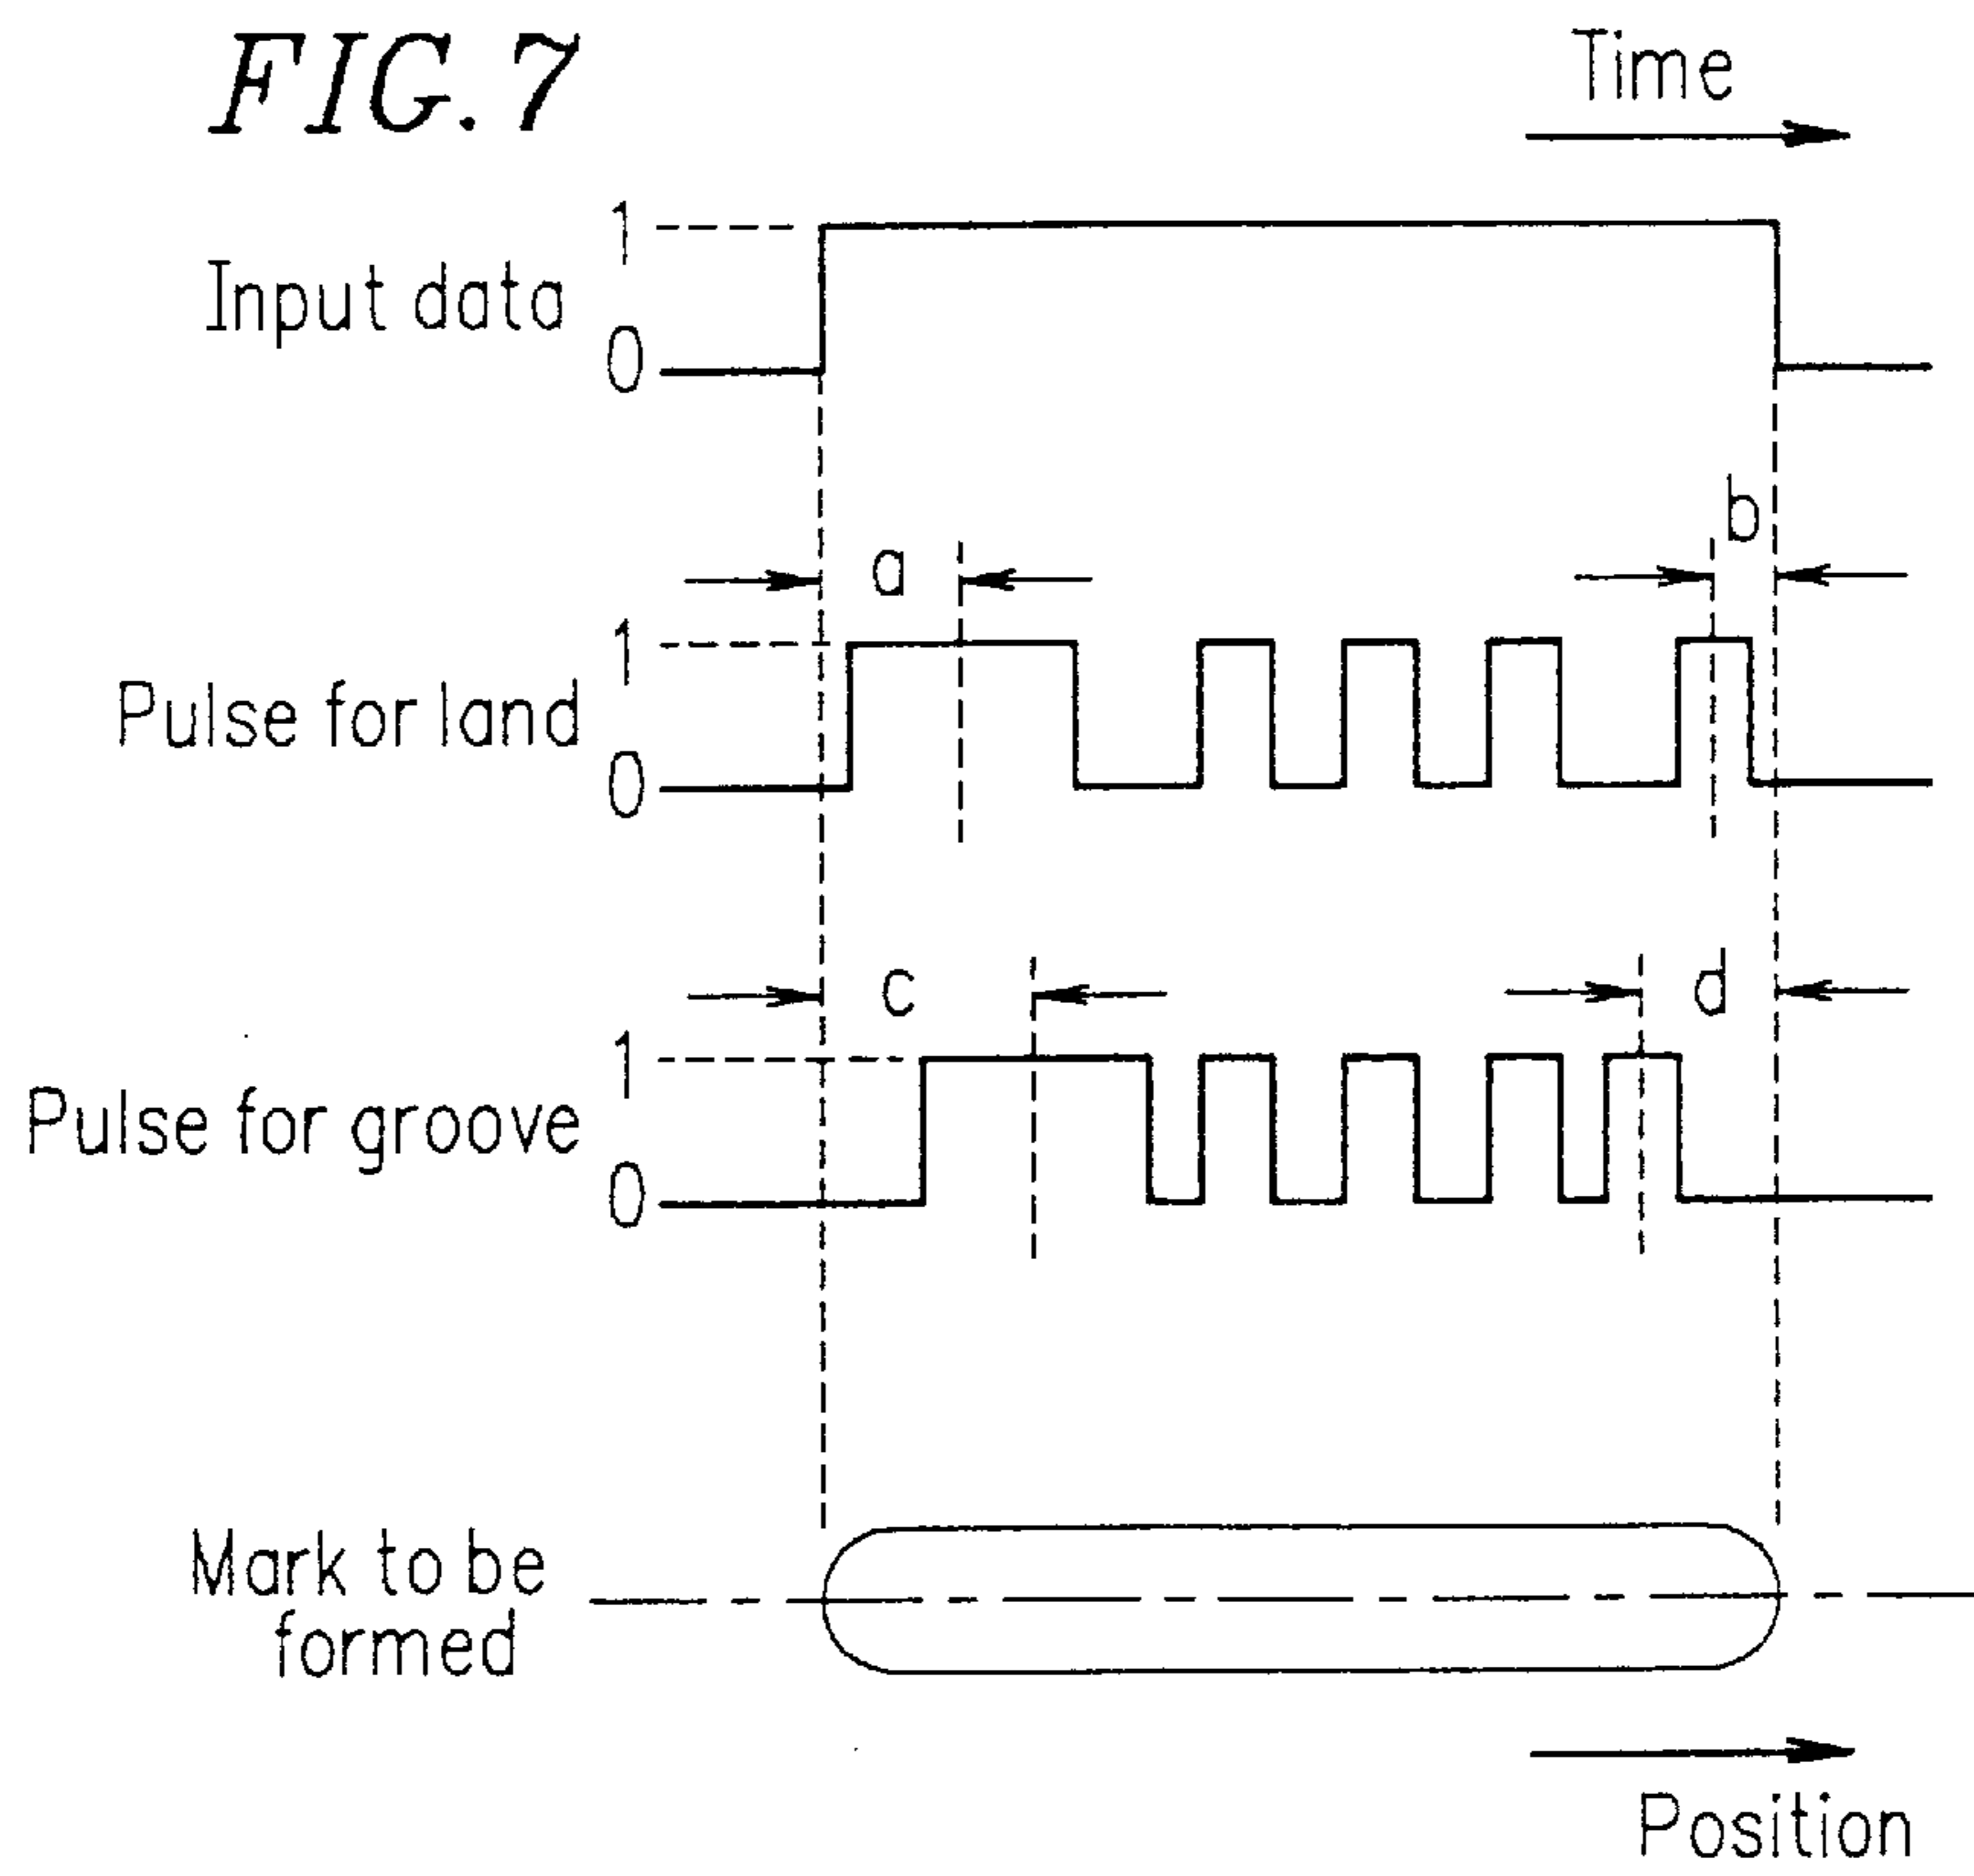 FIG. 7
Time
1
Input data
0
a
b
1
Pulse for land
0
c
d
1
Pulse for groove
0
Mark to be
formed
Position